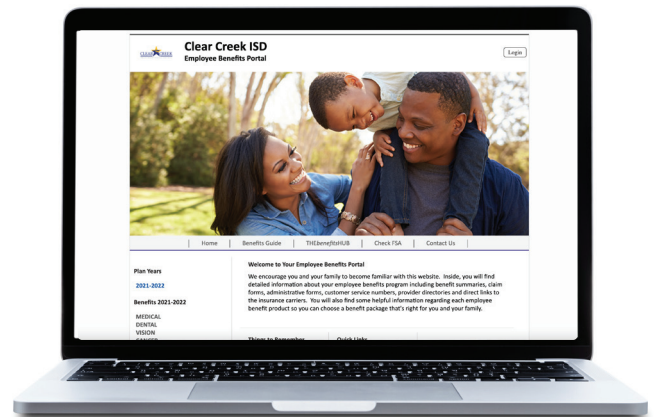 CLEAR CREEK
Clear Creek ISD
Employee Benefits Portal
Login
Home
Benefits Guide
THEbenefitsHUB
Check FSA
Contact Us
Plan Years
2021-2022
Benefits 2021-2022
MEDICAL
DENTAL
VISION
CANCER
Welcome to Your Employee Benefits Portal
We encourage you and your family to become familiar with this website. Inside, you will find
detailed information about your employee benefits program including benefit summaries, claim
forms, administrative forms, customer service numbers, provider directories and direct links to
the insurance carriers. You will also find some helpful information regarding each employee
benefit product so you can choose a benefit package that's right for you and your family.
Things to Remember
Quick Links